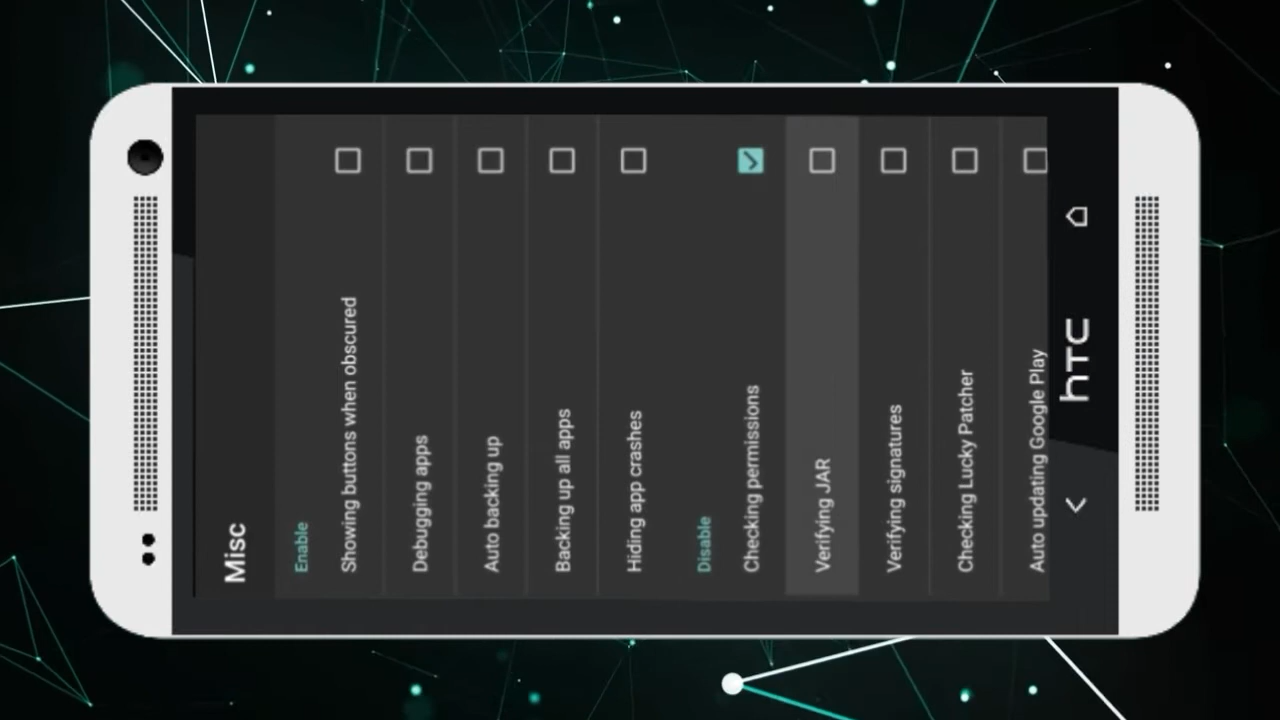 Misc
Enable
Showing buttons when obscured
Debugging apps
Auto backing up
Backing up all apps
Hiding app crashes
Disable
Checking permissions
Verifying JAR
Verifying signatures
Checking Lucky Patcher
Auto updating Google Play
hTC